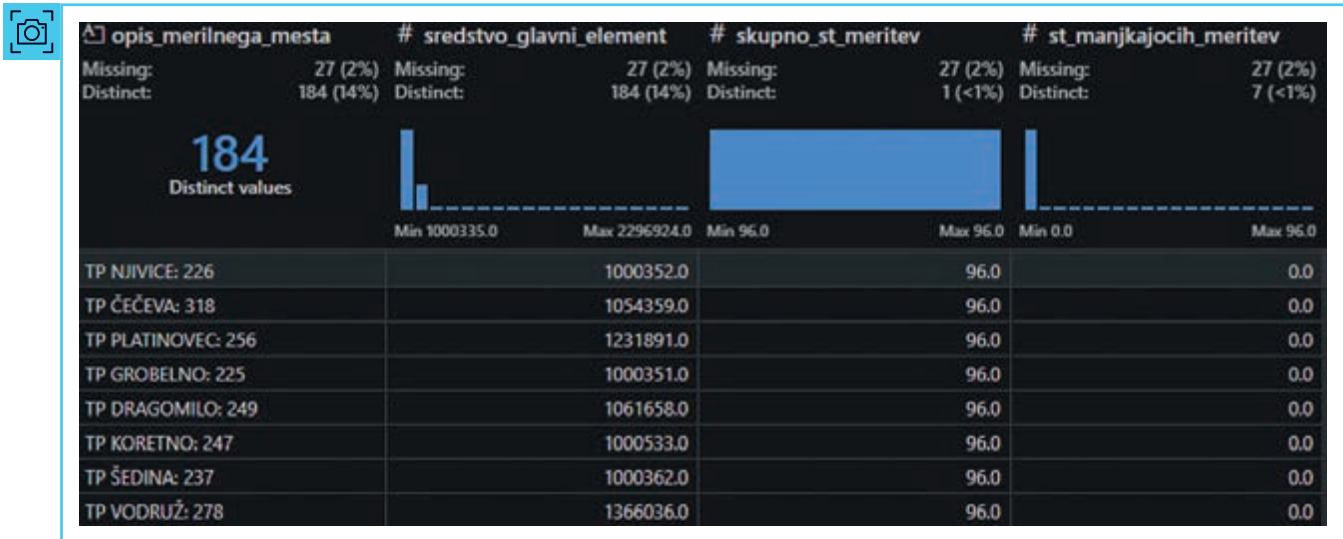 opis_merilnega_mesta # sredstvo_glavni_element # skupno_st_meritev # st_manjkajocih_meritev
Missing: 27 (2%) Missing: 27 (2%) Missing: 27 (2%) Missing: 27 (2%)
Distinct: 184 (14%) Distinct: 184 (14%) Distinct: 1 (<1%) Distinct: 7 (<1%)
184
Distinct values
Min 1000335.0 Max 2296924.0 Min 96.0 Max 96.0 Min 0.0 Max 96.0
TP NJIVICE: 226 1000352.0 96.0 0.0
TP ČEČEVA: 318 1054359.0 96.0 0.0
TP PLATINOVEC: 256 1231891.0 96.0 0.0
TP GROBELNO: 225 1000351.0 96.0 0.0
TP DRAGOMILO: 249 1061658.0 96.0 0.0
TP KORETNO: 247 1000533.0 96.0 0.0
TP ŠEDINA: 237 1000362.0 96.0 0.0
TP VODRUŽ: 278 1366036.0 96.0 0.0